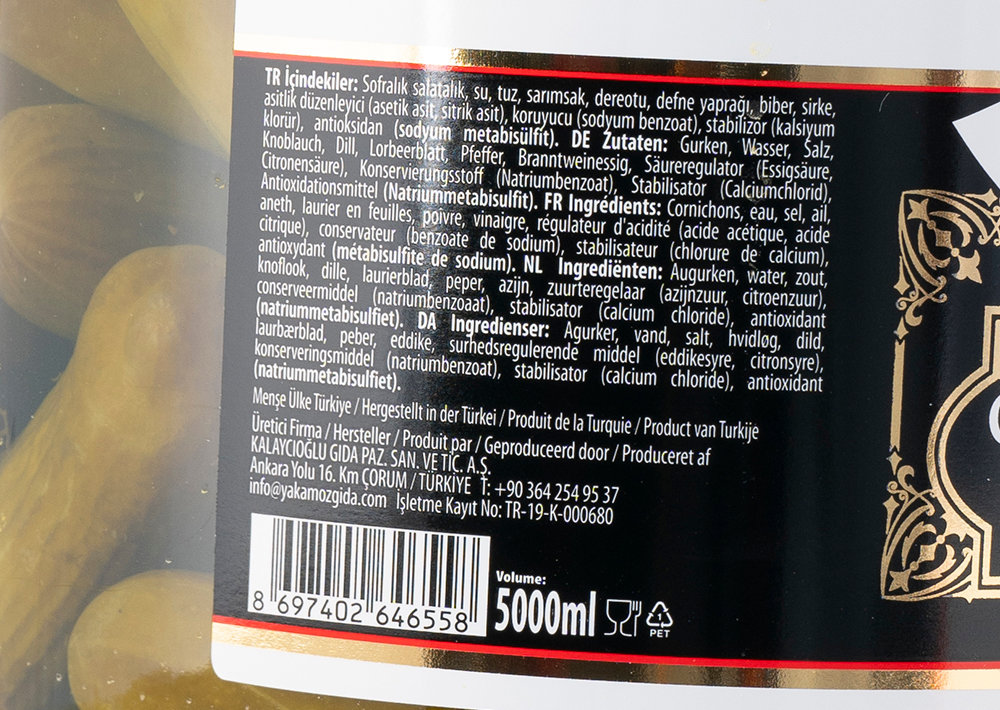 TR İçindekiler: Sofralık salatalık, su, tuz, sarımsak, dereotu, defne yaprağı, biber, sirke,
asitlik düzenleyici (asetik asit, sitrik asit), koruyucu (sodyum benzoat), stabilizör (kalsiyum
klorür), antioksidan (sodyum metabisülfit). DE Zutaten: Gurken, Wasser, Salz,
Knoblauch, Dill, Lorbeerblatt, Pfeffer, Branntweinessig, Säureregulator (Essigsäure,
Citronensäure), Konservierungsstoff (Natriumbenzoat), Stabilisator (Calciumchlorid),
Antioxidationsmittel (Natriummetabisulfit). FR Ingrédients: Cornichons, eau, sel, ail,
aneth, laurier en feuilles, poivre, vinaigre, régulateur d'acidité (acide acétique, acide
citrique), conservateur (benzoate de sodium), stabilisateur (chlorure de calcium),
antioxydant (métabisulfite de sodium). NL Ingrediënten: Augurken, water, zout,
knoflook, dille, laurierblad, peper, azijn, zuurteregelaar (azijnzuur, citroenzuur),
conserveermiddel (natriumbenzoaat), stabilisator (calcium chloride), antioxidant
(natriummetabisulfiet). DA Ingredienser: Agurker, vand, salt, hvidløg, dild,
laurbærblad, peber, eddike, surhedsregulerende middel (eddikesyre, citronsyre),
konserveringsmiddel (natriumbenzoat), stabilisator (calcium chloride), antioxidant
(natriummetabisulfiet).
Menşe Ülke Türkiye / Hergestellt in der Türkei / Produit de la Turquie / Product van Turkije
Üretici Firma / Hersteller / Produit par / Geproduceerd door / Produceret af
KALAYCIOĞLU GIDA PAZ. SAN. VE TİC. A.Ş.
Ankara Yolu 16. Km ÇORUM / TÜRKİYE T: +90 364 254 95 37
info@yakamozgida.com İşletme Kayıt No: TR-19-K-000680
8 697402 646558
Volume:
5000ml
1
PET